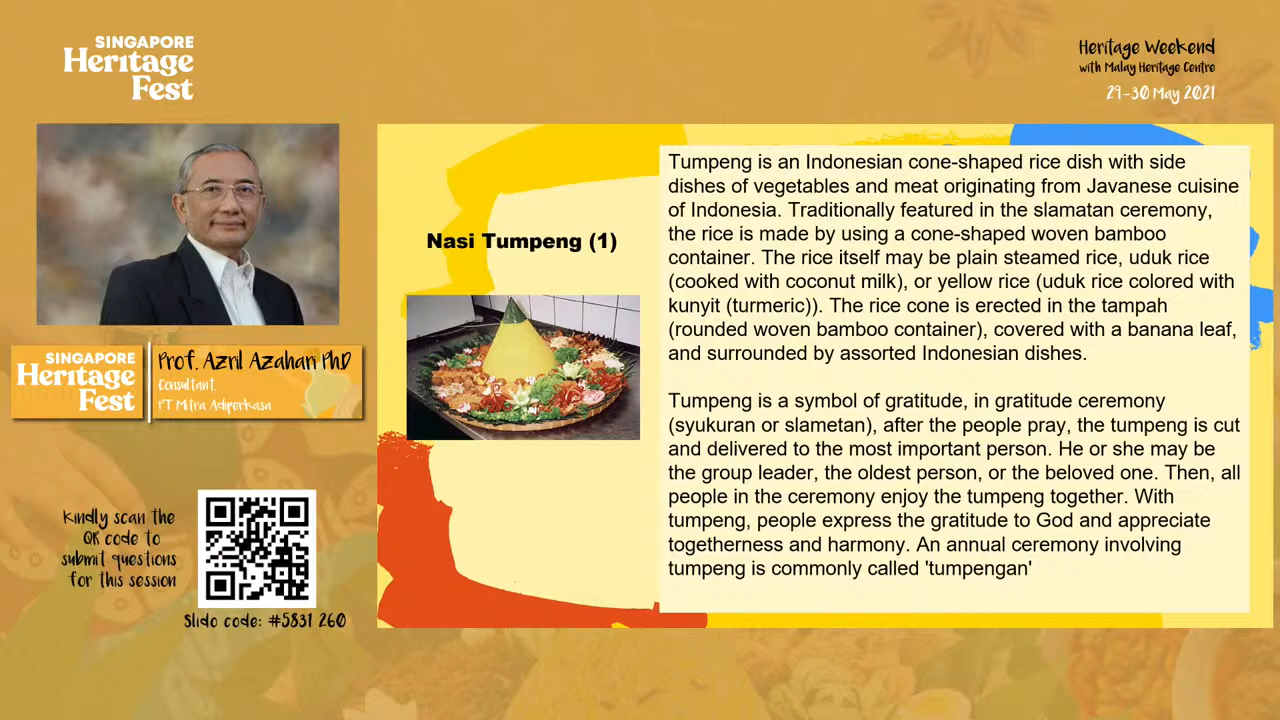 SINGAPORE
Heritage
Fest
Heritage Weekend
with Malay Heritage Centre
29-30 May 2021
SINGAPORE
Heritage
Fest
Prof. Azril Azahari PhD
Consultant,
PT Mitra Adiperkasa
Kindly scan the
QR code to
submit questions
for this session
Slido code: #5831 260
Nasi Tumpeng (1)
Tumpeng is an Indonesian cone-shaped rice dish with side
dishes of vegetables and meat originating from Javanese cuisine
of Indonesia. Traditionally featured in the slamatan ceremony,
the rice is made by using a cone-shaped woven bamboo
container. The rice itself may be plain steamed rice, uduk rice
(cooked with coconut milk), or yellow rice (uduk rice colored with
kunyit (turmeric)). The rice cone is erected in the tampah
(rounded woven bamboo container), covered with a banana leaf,
and surrounded by assorted Indonesian dishes.
Tumpeng is a symbol of gratitude, in gratitude ceremony
(syukuran or slametan), after the people pray, the tumpeng is cut
and delivered to the most important person. He or she may be
the group leader, the oldest person, or the beloved one. Then, all
people in the ceremony enjoy the tumpeng together. With
tumpeng, people express the gratitude to God and appreciate
togetherness and harmony. An annual ceremony involving
tumpeng is commonly called 'tumpengan'